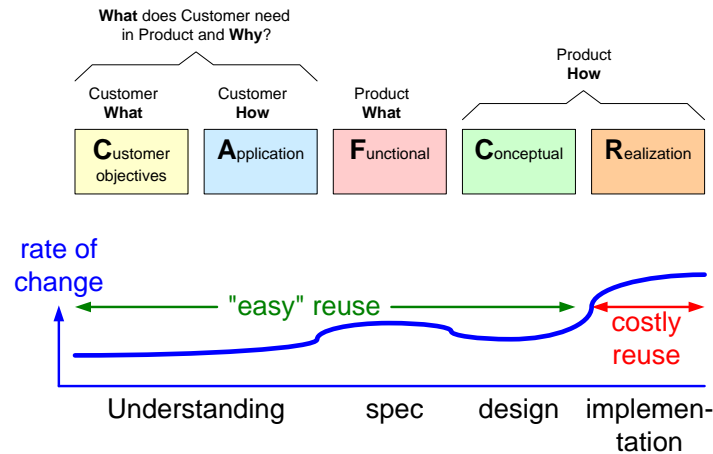 What does Customer need
in Product and Why?
Product
How
Customer
What
Customer
How
Product
What
Customer
objectives
Application
Functional
Conceptual
Realization
rate of
change
"easy" reuse
costly
reuse
Understanding
spec
design
implemen-
tation